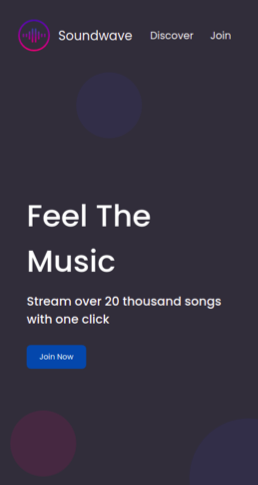 Soundwave Discover Join
Feel The
Music
Stream over 20 thousand songs
with one click
Join Now